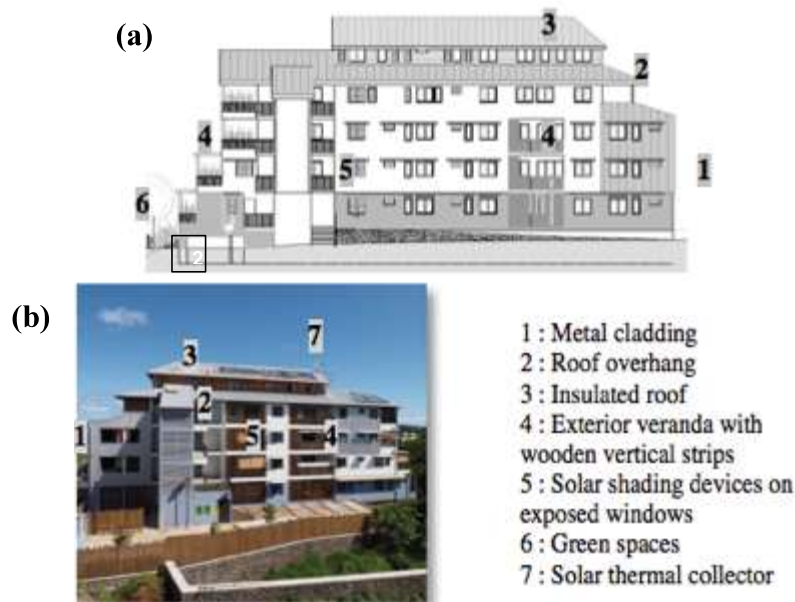 (a)
3
2
4
4
5
1
6
2
(b)
7
3
2
1
5
4
1 : Metal cladding
2 : Roof overhang
3 : Insulated roof
4 : Exterior veranda with
wooden vertical strips
5 : Solar shading devices on
exposed windows
6 : Green spaces
7 : Solar thermal collector